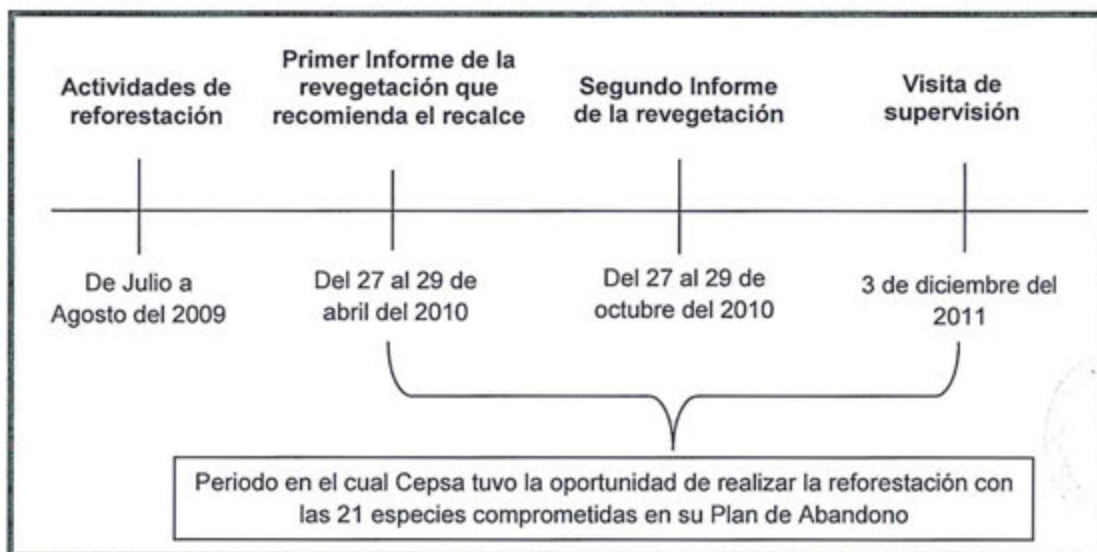 Actividades de
reforestación
Primer Informe de la
revegetación que
recomienda el recalce
Segundo Informe
de la revegetación
Visita de
supervisión
De Julio a
Agosto del 2009
Del 27 al 29 de
abril del 2010
Del 27 al 29 de
octubre del 2010
3 de diciembre del
2011
Periodo en el cual Cepsa tuvo la oportunidad de realizar la reforestación con
las 21 especies comprometidas en su Plan de Abandono